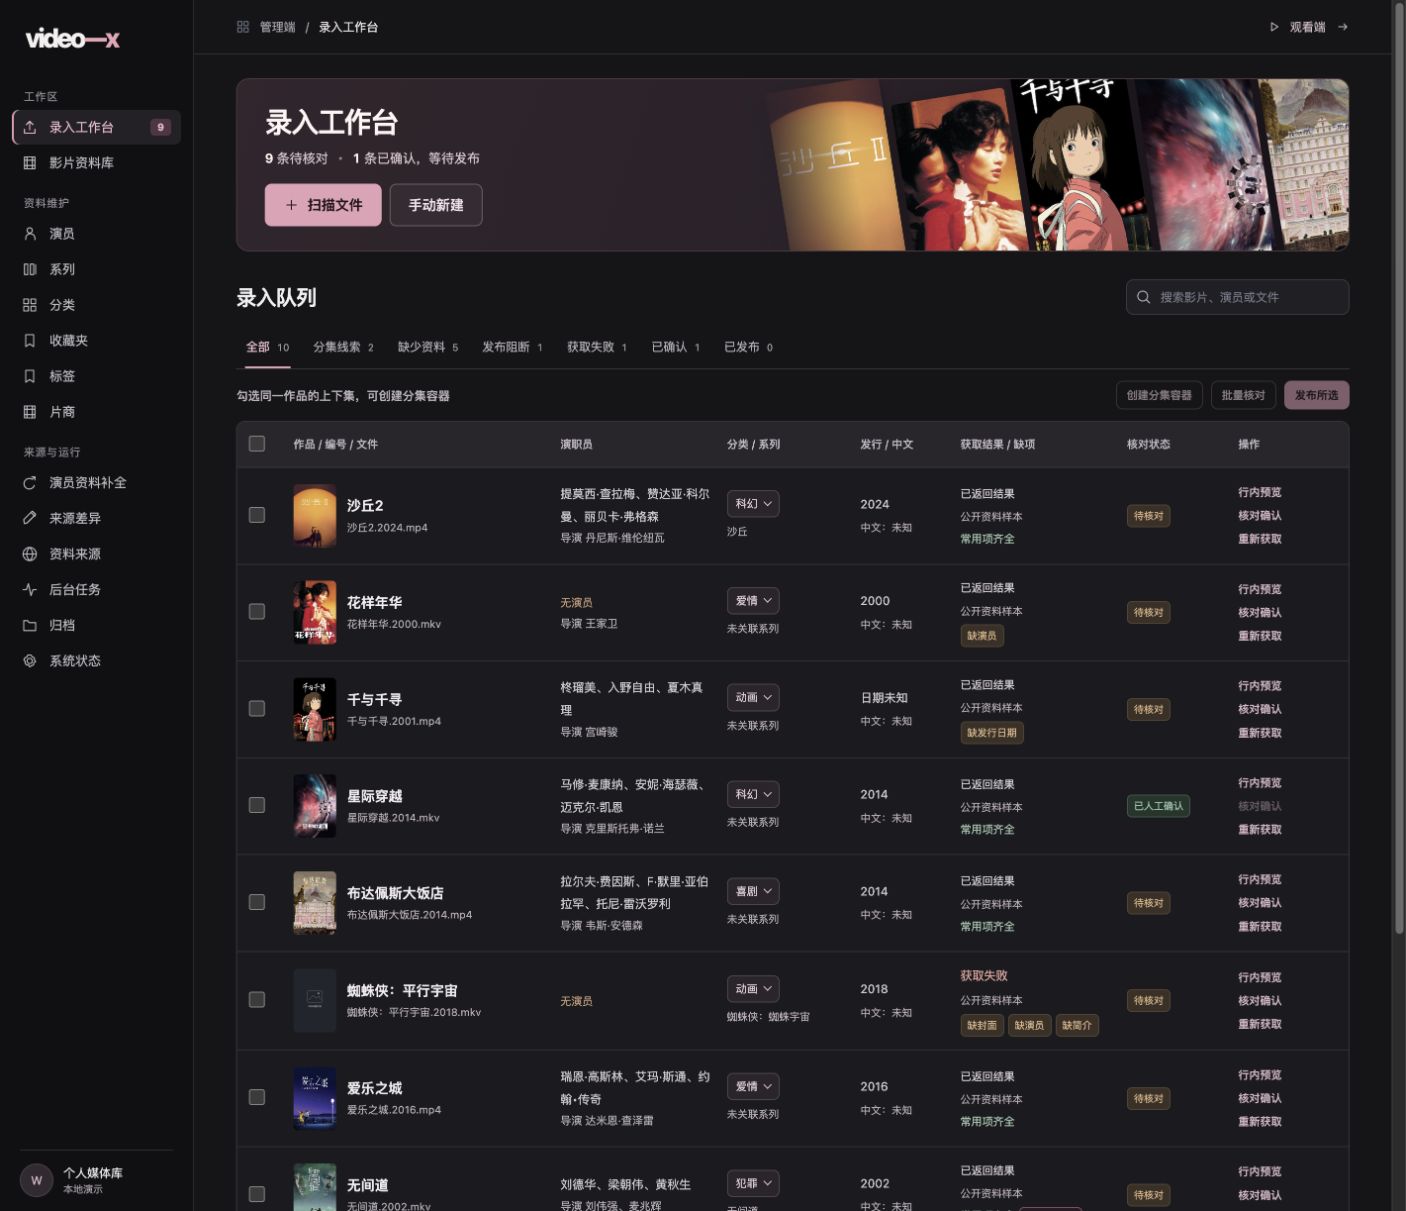 video-x
管理端 / 录入工作台
观看端
工作区
录入工作台 9
影片资料库
资料维护
演员
系列
分类
收藏夹
标签
片商
来源与运行
演员资料补全
来源差异
资料来源
后台任务
归档
系统状态
W
个人媒体库
本地演示
录入工作台
9 条待核对 · 1 条已确认，等待发布
+ 扫描文件
手动新建
沙丘 II
千与千寻
录入队列
搜索影片、演员或文件
全部 10
分集线索 2
缺少资料 5
发布阻断 1
获取失败 1
已确认 1
已发布 0
勾选同一作品的上下集，可创建分集容器
创建分集容器
批量核对
发布所选
作品 / 编号 / 文件
演职员
分类 / 系列
发行 / 中文
获取结果 / 缺项
核对状态
操作
沙丘2
沙丘2.2024.mp4
提莫西·查拉梅、赞达亚·科尔
曼、丽贝卡·弗格森
导演 丹尼斯·维伦纽瓦
科幻
沙丘
2024
中文：未知
已返回结果
公开资料样本
常用项齐全
待核对
行内预览
核对确认
重新获取
花样年华
花样年华
花样年华.2000.mkv
无演员
导演 王家卫
爱情
未关联系列
2000
中文：未知
已返回结果
公开资料样本
缺演员
待核对
行内预览
核对确认
重新获取
千与千寻
千与千寻
千与千寻.2001.mp4
柊瑠美、入野自由、夏木真
理
导演 宫崎骏
动画
未关联系列
日期未知
中文：未知
已返回结果
公开资料样本
缺发行日期
待核对
行内预览
核对确认
重新获取
星际穿越
星际穿越.2014.mkv
马修·麦康纳、安妮·海瑟薇、
迈克尔·凯恩
导演 克里斯托弗·诺兰
科幻
未关联系列
2014
中文：未知
已返回结果
公开资料样本
常用项齐全
已人工确认
行内预览
核对确认
重新获取
布达佩斯大饭店
布达佩斯大饭店.2014.mp4
拉尔夫·费因斯、F·默里·亚伯
拉罕、托尼·雷沃罗利
导演 韦斯·安德森
喜剧
未关联系列
2014
中文：未知
已返回结果
公开资料样本
常用项齐全
待核对
行内预览
核对确认
重新获取
蜘蛛侠：平行宇宙
蜘蛛侠：平行宇宙.2018.mkv
无演员
动画
蜘蛛侠：蜘蛛宇宙
2018
中文：未知
获取失败
公开资料样本
缺封面
缺演员
缺简介
待核对
行内预览
核对确认
重新获取
爱乐之城
爱乐之城
爱乐之城.2016.mp4
瑞恩·高斯林、艾玛·斯通、约
翰·传奇
导演 达米恩·查泽雷
爱情
未关联系列
2016
中文：未知
已返回结果
公开资料样本
常用项齐全
待核对
行内预览
核对确认
重新获取
无间道
无间道.2002.mkv
刘德华、梁朝伟、黄秋生
导演 刘伟强、麦兆辉
犯罪
无间道
2002
中文：未知
已返回结果
公开资料样本
待核对
行内预览
核对确认